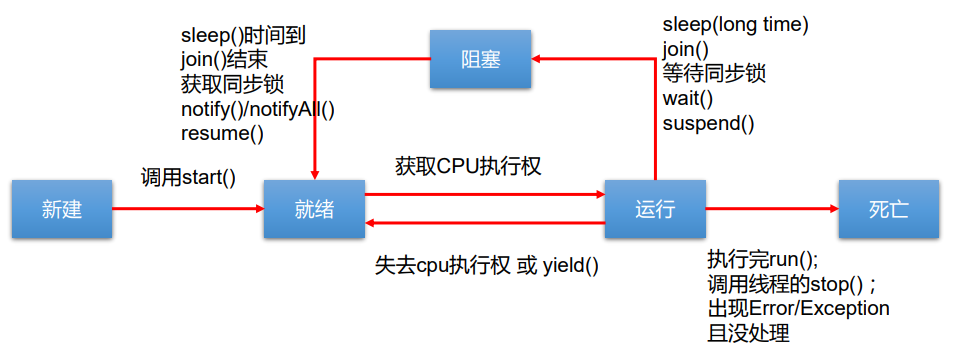 sleep()时间到
join()结束
获取同步锁
notify()/notifyAll()
resume()
阻塞
sleep(long time)
join()
等待同步锁
wait()
suspend()
调用start()
获取CPU执行权
新建
就绪
运行
死亡
失去cpu执行权 或 yield()
执行完run();
调用线程的stop() ;
出现Error/Exception
且没处理